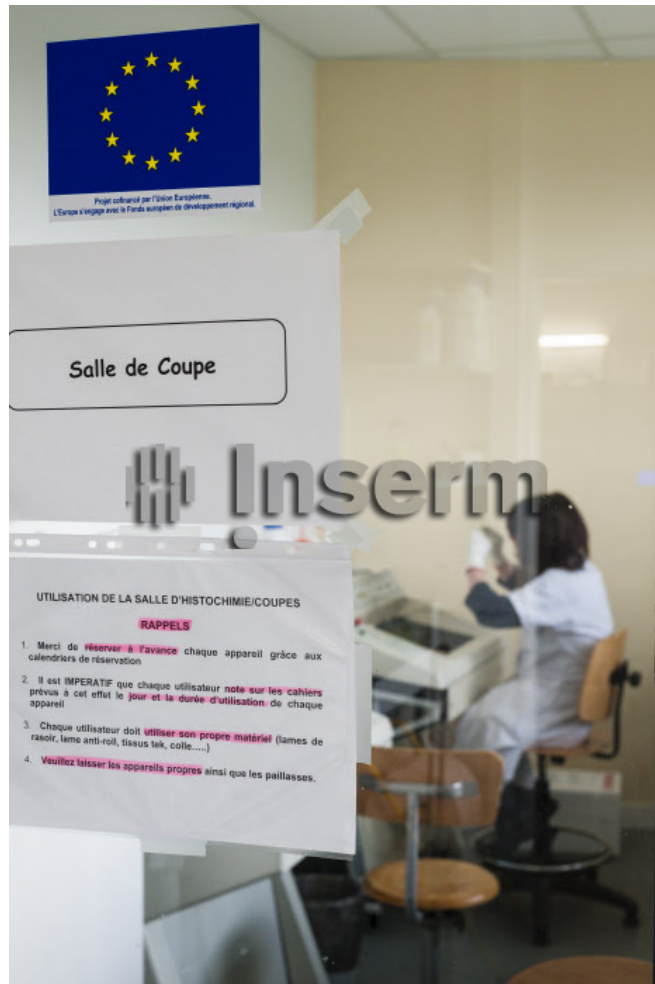 Projet cofinancé par l'Union Européenne.
L'Europe s'engage avec le Fonds européen de développement régional.
Salle de Coupe
Inserm
UTILISATION DE LA SALLE D'HISTOCHIMIE/COUPES
RAPPELS
1. Merci de réserver à l'avance chaque appareil grâce aux
calendriers de réservation
2. Il est IMPERATIF que chaque utilisateur note sur les cahiers
prévus à cet effet le jour et la durée d'utilisation de chaque
appareil
3. Chaque utilisateur doit utiliser son propre matériel (lames de
rasoir, lame anti-roll, tissus tek, colle.....)
4. Veuillez laisser les appareils propres ainsi que les paillasses.